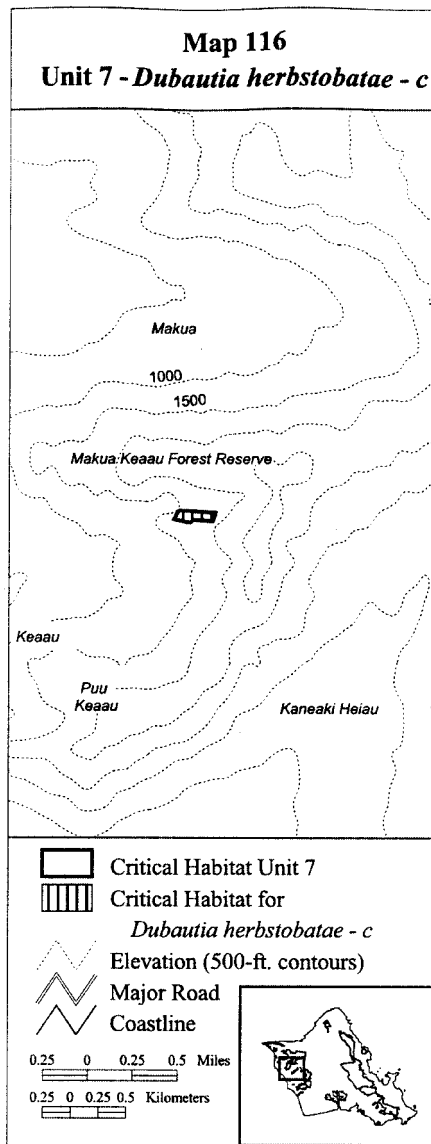 Map 116
Unit 7 - Dubautia herbstobatae - c
Makua
1000
1500
Makua Keaau Forest Reserve
Keaau
Puu
Keaau
Kaneaki Heiau
Critical Habitat Unit 7
Critical Habitat for
Dubautia herbstobatae - c
Elevation (500-ft. contours)
Major Road
Coastline
0.25 0 0.25 0.5 Miles
0.25 0 0.25 0.5 Kilometers